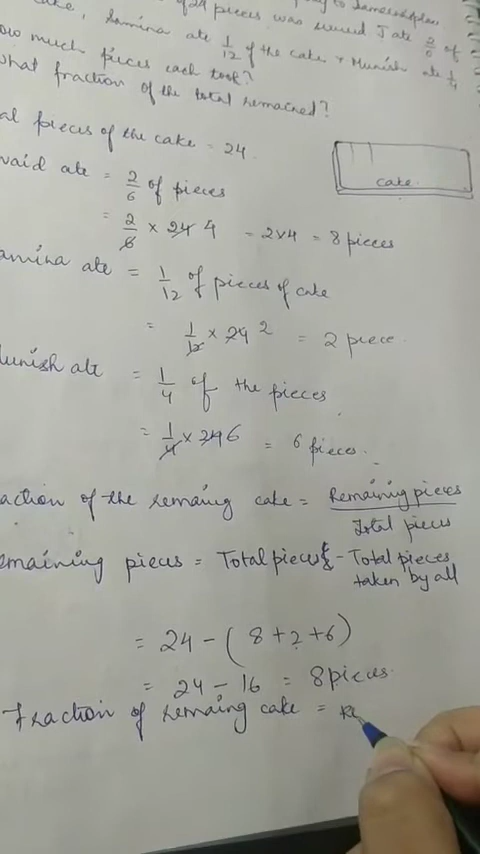 cake, Samina ate 1/12 of the cake & Munish ate 1/4
ow much pieces each took?
what fraction of the total remained?
al pieces of the cake = 24
cake
vaid ate = 2/6 of pieces
= 2/6 × 24 4 = 2×4 = 8 pieces
amina ate = 1/12 of pieces of cake
= 1/12 × 24 2 = 2 piece.
unish ate = 1/4 of the pieces
= 1/4 × 24 6 = 6 pieces.
action of the remaing cake = Remaining pieces / Total pieces
emaining pieces = Total pieces - Total pieces taken by all
= 24 - (8+2+6)
= 24 - 16 = 8 pieces.
Fraction of remaing cake =